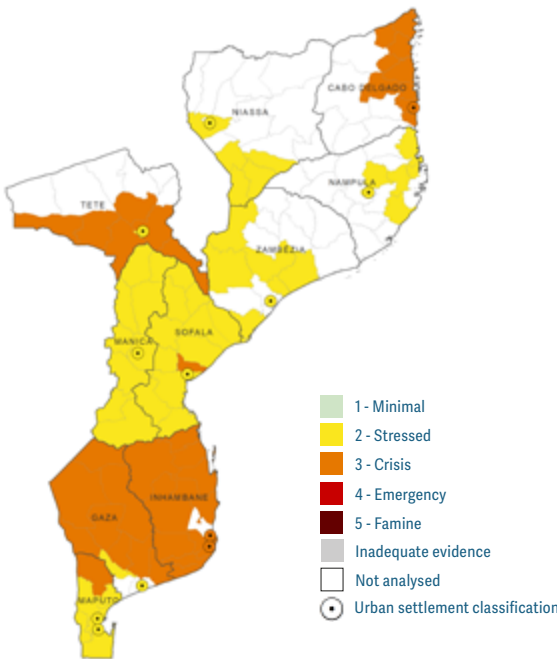 CABO DELGADO
NIASSA
NAMPULA
TETE
ZAMBÉZIA
SOFALA
MANICA
INHAMBANE
GAZA
MAPUTO
1 - Minimal
2 - Stressed
3 - Crisis
4 - Emergency
5 - Famine
Inadequate evidence
Not analysed
Urban settlement classification